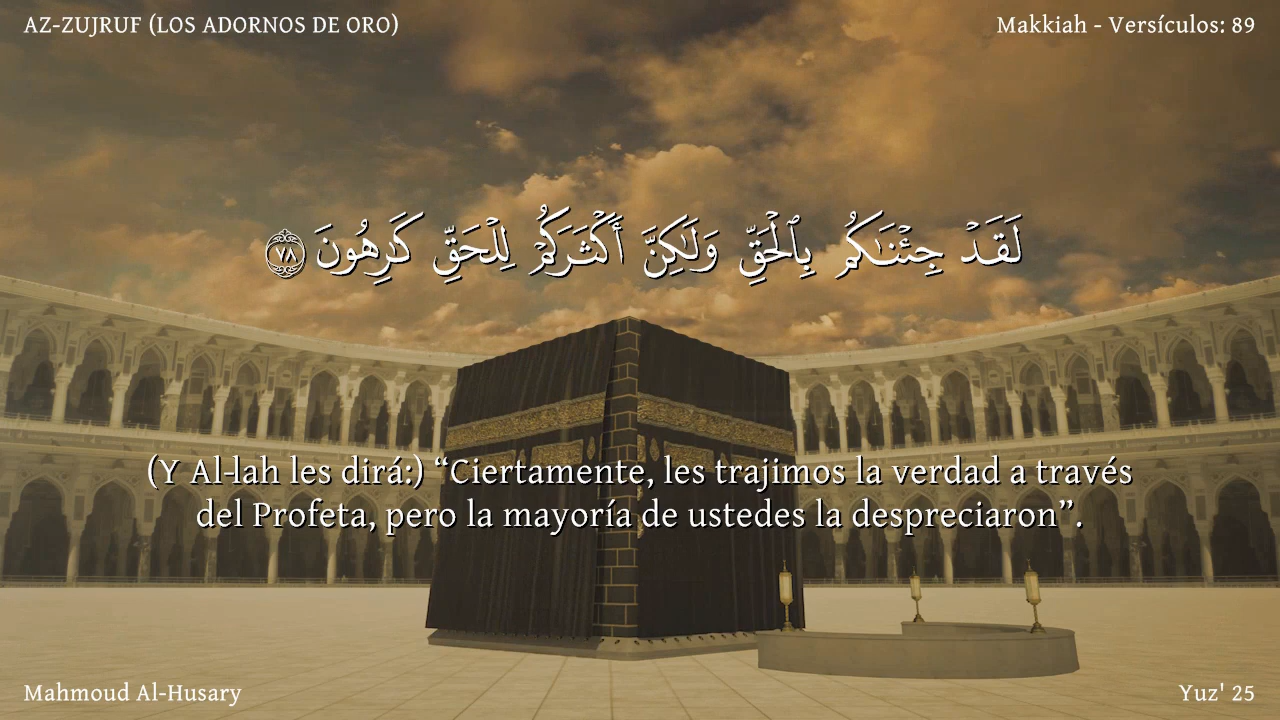 AZ-ZUJRUF (LOS ADORNOS DE ORO)
Makkiah - Versículos: 89
لَقَدْ جِئْنَـٰكُم بِٱلْحَقِّ وَلَـٰكِنَّ أَكْثَرَكُمْ لِلْحَقِّ كَـٰرِهُونَ ٧٨
(Y Al-lah les dirá:) “Ciertamente, les trajimos la verdad a través
del Profeta, pero la mayoría de ustedes la despreciaron”.
Mahmoud Al-Husary
Yuz' 25